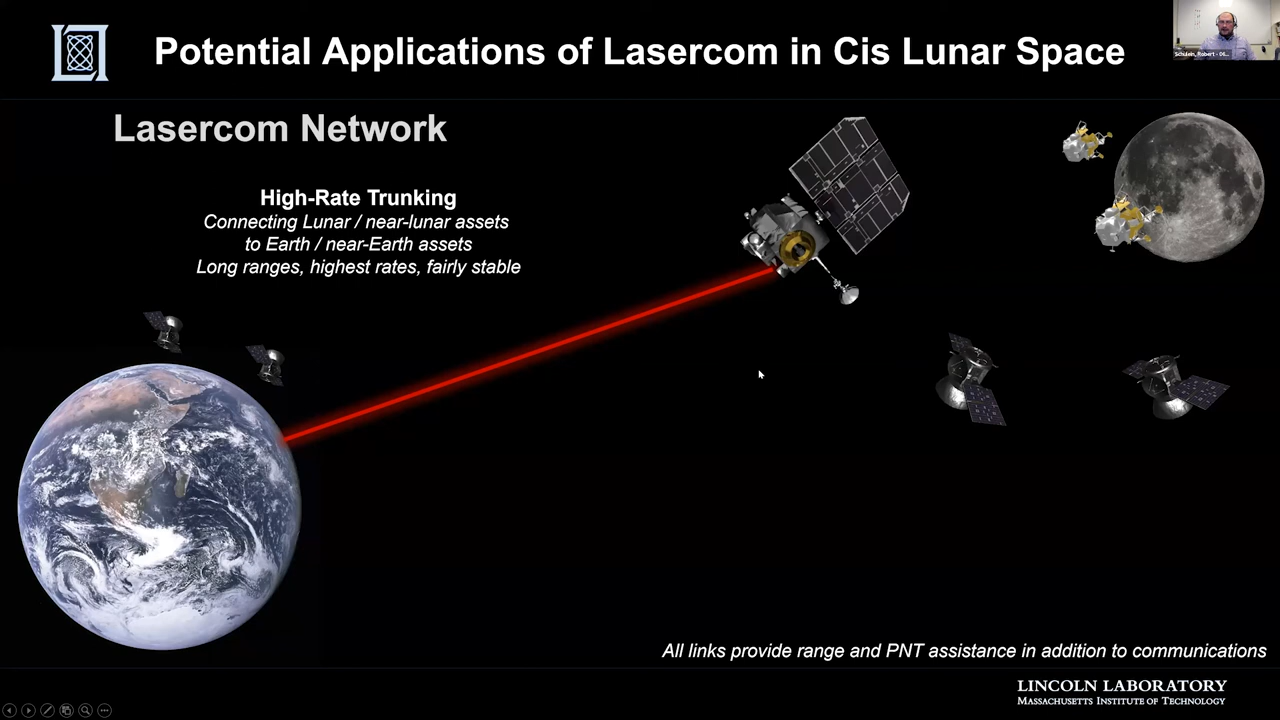 Potential Applications of Lasercom in Cis Lunar Space
Lasercom Network
High-Rate Trunking
Connecting Lunar / near-lunar assets
to Earth / near-Earth assets
Long ranges, highest rates, fairly stable
All links provide range and PNT assistance in addition to communications
LINCOLN LABORATORY
MASSACHUSETTS INSTITUTE OF TECHNOLOGY